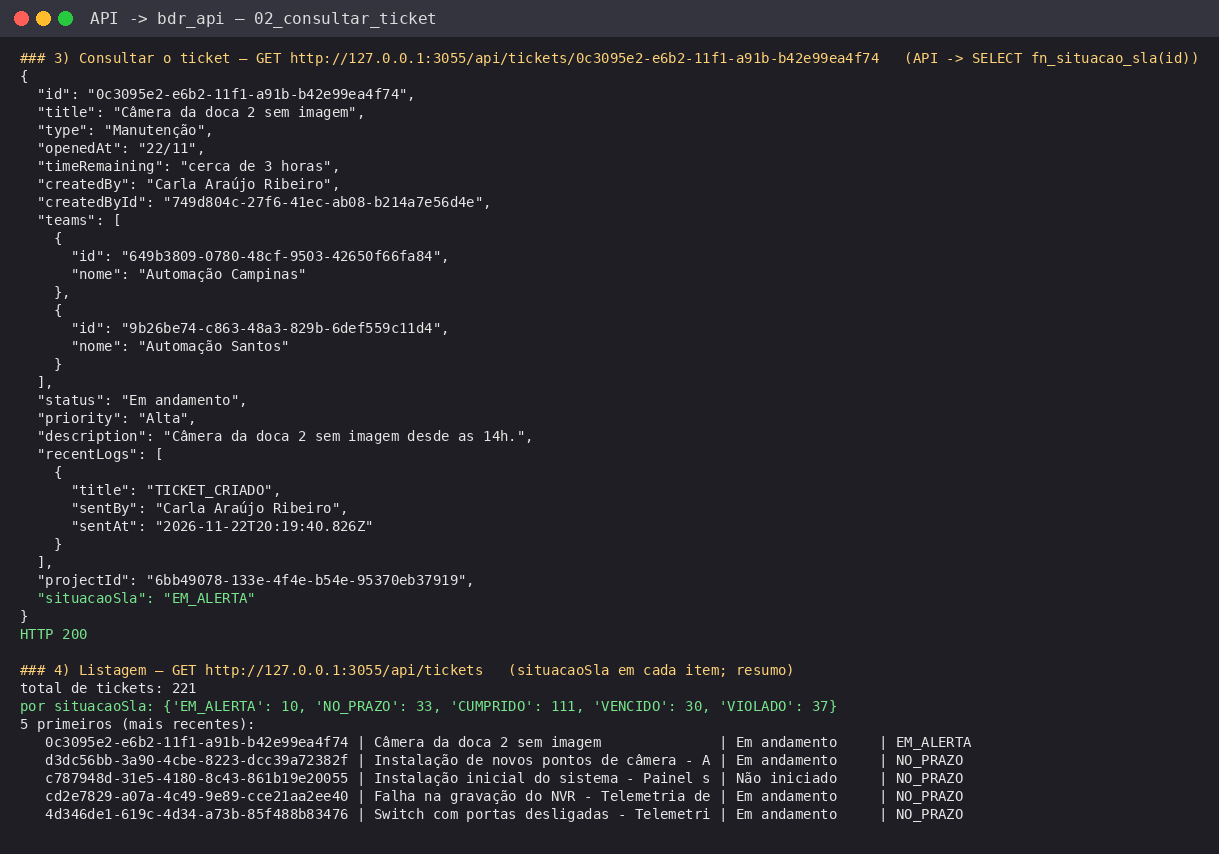 API -> bdr_api — 02_consultar_ticket
### 3) Consultar o ticket — GET http://127.0.0.1:3055/api/tickets/0c3095e2-e6b2-11f1-a91b-b42e99ea4f74   (API -> SELECT fn_situacao_sla(id))
{
  "id": "0c3095e2-e6b2-11f1-a91b-b42e99ea4f74",
  "title": "Câmera da doca 2 sem imagem",
  "type": "Manutenção",
  "openedAt": "22/11",
  "timeRemaining": "cerca de 3 horas",
  "createdBy": "Carla Araújo Ribeiro",
  "createdById": "749d804c-27f6-41ec-ab08-b214a7e56d4e",
  "teams": [
    {
      "id": "649b3809-0780-48cf-9503-42650f66fa84",
      "nome": "Automação Campinas"
    },
    {
      "id": "9b26be74-c863-48a3-829b-6def559c11d4",
      "nome": "Automação Santos"
    }
  ],
  "status": "Em andamento",
  "priority": "Alta",
  "description": "Câmera da doca 2 sem imagem desde as 14h.",
  "recentLogs": [
    {
      "title": "TICKET_CRIADO",
      "sentBy": "Carla Araújo Ribeiro",
      "sentAt": "2026-11-22T20:19:40.826Z"
    }
  ],
  "projectId": "6bb49078-133e-4f4e-b54e-95370eb37919",
  "situacaoSla": "EM_ALERTA"
}
HTTP 200
### 4) Listagem — GET http://127.0.0.1:3055/api/tickets   (situacaoSla em cada item; resumo)
total de tickets: 221
por situacaoSla: {'EM_ALERTA': 10, 'NO_PRAZO': 33, 'CUMPRIDO': 111, 'VENCIDO': 30, 'VIOLADO': 37}
5 primeiros (mais recentes):
   0c3095e2-e6b2-11f1-a91b-b42e99ea4f74 | Câmera da doca 2 sem imagem              | Em andamento     | EM_ALERTA
   d3dc56bb-3a90-4cbe-8223-dcc39a72382f | Instalação de novos pontos de câmera - A | Em andamento     | NO_PRAZO
   c787948d-31e5-4180-8c43-861b19e20055 | Instalação inicial do sistema - Painel s | Não iniciado     | NO_PRAZO
   cd2e7829-a07a-4c49-9e89-cce21aa2ee40 | Falha na gravação do NVR - Telemetria de | Em andamento     | NO_PRAZO
   4d346de1-619c-4d34-a73b-85f488b83476 | Switch com portas desligadas - Telemetri | Em andamento     | NO_PRAZO